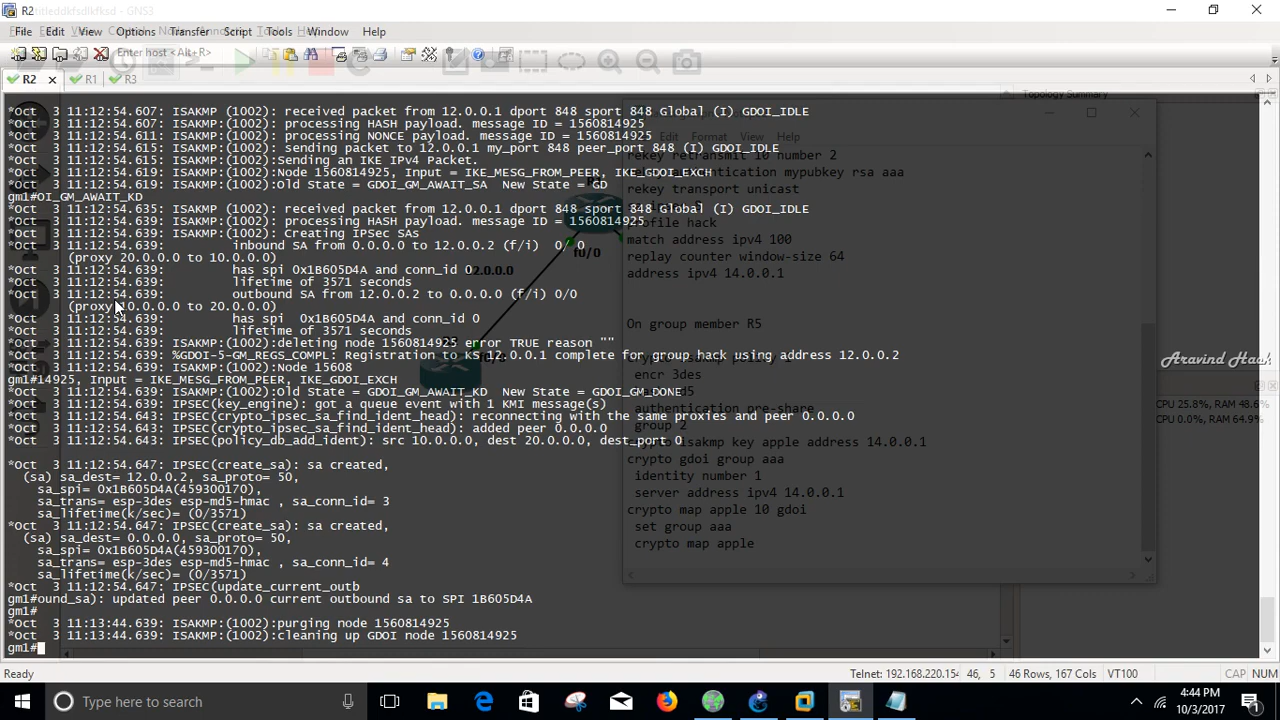 R2 titleddkfsdlkfksd - GNS3
File Edit View Options Transfer Script Tools Window Help
Enter host <Alt+R>
R2 R1 R3
Topology Summary
*Oct  3 11:12:54.607: ISAKMP (1002): received packet from 12.0.0.1 dport 848 sport 848 Global (I) GDOI_IDLE
*Oct  3 11:12:54.607: ISAKMP:(1002): processing HASH payload. message ID = 1560814925
*Oct  3 11:12:54.611: ISAKMP:(1002): processing NONCE payload. message ID = 1560814925
*Oct  3 11:12:54.615: ISAKMP:(1002): sending packet to 12.0.0.1 my_port 848 peer_port 848 (I) GDOI_IDLE
*Oct  3 11:12:54.615: ISAKMP:(1002):Sending an IKE IPv4 Packet.
*Oct  3 11:12:54.619: ISAKMP:(1002):Node 1560814925, Input = IKE_MESG_FROM_PEER, IKE_GDOI_EXCH
*Oct  3 11:12:54.619: ISAKMP:(1002):Old State = GDOI_GM_AWAIT_SA  New State = GD
gm1#OI_GM_AWAIT_KD
*Oct  3 11:12:54.635: ISAKMP (1002): received packet from 12.0.0.1 dport 848 sport 848 Global (I) GDOI_IDLE
*Oct  3 11:12:54.639: ISAKMP:(1002): processing HASH payload. message ID = 1560814925
*Oct  3 11:12:54.639: ISAKMP:(1002): Creating IPSec SAs
*Oct  3 11:12:54.639:         inbound SA from 0.0.0.0 to 12.0.0.2 (f/i)  0/ 0
(proxy 20.0.0.0 to 10.0.0.0)
*Oct  3 11:12:54.639:         has spi 0x1B605D4A and conn_id 0
*Oct  3 11:12:54.639:         lifetime of 3571 seconds
*Oct  3 11:12:54.639:         outbound SA from 12.0.0.2 to 0.0.0.0 (f/i) 0/0
(proxy 10.0.0.0 to 20.0.0.0)
*Oct  3 11:12:54.639:         has spi  0x1B605D4A and conn_id 0
*Oct  3 11:12:54.639:         lifetime of 3571 seconds
*Oct  3 11:12:54.639: ISAKMP:(1002):deleting node 1560814925 error TRUE reason ""
*Oct  3 11:12:54.639: %GDOI-5-GM_REGS_COMPL: Registration to KS 12.0.0.1 complete for group hack using address 12.0.0.2
*Oct  3 11:12:54.639: ISAKMP:(1002):Node 15608
gm1#14925, Input = IKE_MESG_FROM_PEER, IKE_GDOI_EXCH
*Oct  3 11:12:54.639: ISAKMP:(1002):Old State = GDOI_GM_AWAIT_KD  New State = GDOI_GM_DONE
*Oct  3 11:12:54.643: IPSEC(key_engine): got a queue event with 1 KMI message(s)
*Oct  3 11:12:54.643: IPSEC(crypto_ipsec_sa_find_ident_head): reconnecting with the same proxies and peer 0.0.0.0
*Oct  3 11:12:54.643: IPSEC(crypto_ipsec_sa_find_ident_head): added peer 0.0.0.0
*Oct  3 11:12:54.643: IPSEC(policy_db_add_ident): src 10.0.0.0, dest 20.0.0.0, dest_port 0
*Oct  3 11:12:54.647: IPSEC(create_sa): sa created,
(sa) sa_dest= 12.0.0.2, sa_proto= 50,
sa_spi= 0x1B605D4A(459300170),
sa_trans= esp-3des esp-md5-hmac , sa_conn_id= 3
sa_lifetime(k/sec)= (0/3571)
*Oct  3 11:12:54.647: IPSEC(create_sa): sa created,
(sa) sa_dest= 0.0.0.0, sa_proto= 50,
sa_spi= 0x1B605D4A(459300170),
sa_trans= esp-3des esp-md5-hmac , sa_conn_id= 4
sa_lifetime(k/sec)= (0/3571)
*Oct  3 11:12:54.647: IPSEC(update_current_outb
gm1#ound_sa): updated peer 0.0.0.0 current outbound sa to SPI 1B605D4A
gm1#
*Oct  3 11:13:44.639: ISAKMP:(1002):purging node 1560814925
*Oct  3 11:13:44.639: ISAKMP:(1002):cleaning up GDOI node 1560814925
gm1#
f0/0
Edit Format View Help
rekey retransmit 10 number 2
authentication mypubkey rsa aaa
rekey transport unicast
profile hack
match address ipv4 100
replay counter window-size 64
address ipv4 14.0.0.1
On group member R5
crypto isakmp policy 1
encr 3des
authentication pre-share
group 2
crypto isakmp key apple address 14.0.0.1
crypto gdoi group aaa
identity number 1
server address ipv4 14.0.0.1
crypto map apple 10 gdoi
set group aaa
crypto map apple
Aravind Haak
CPU 25.8%, RAM 48.6%
CPU 0.0%, RAM 64.9%
Ready
Telnet: 192.168.220.154 46, 5 46 Rows, 167 Cols VT100 CAP NUM
Type here to search
4:44 PM
10/3/2017